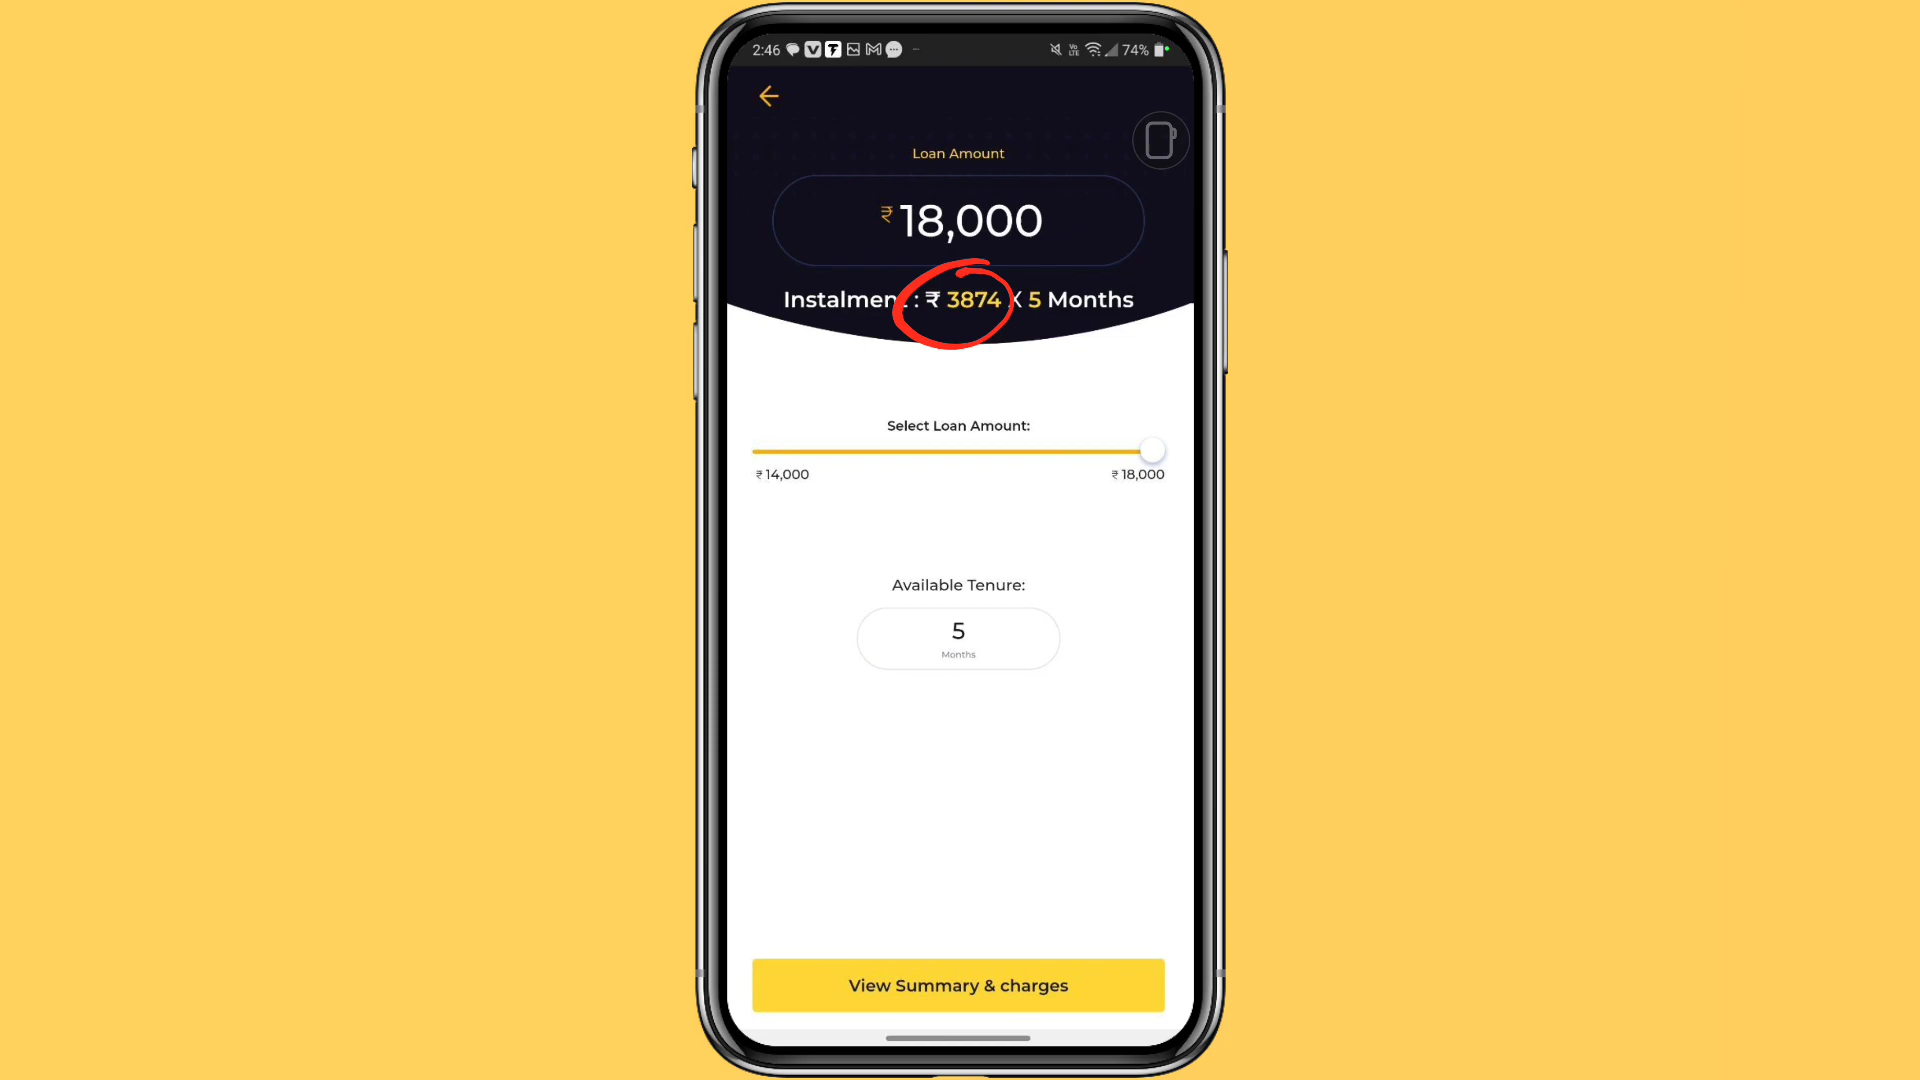 2:46 74%
Loan Amount
₹ 18,000
Instalment : ₹ 3874 X 5 Months
Select Loan Amount:
₹ 14,000 ₹ 18,000
Available Tenure:
5
Months
View Summary & charges